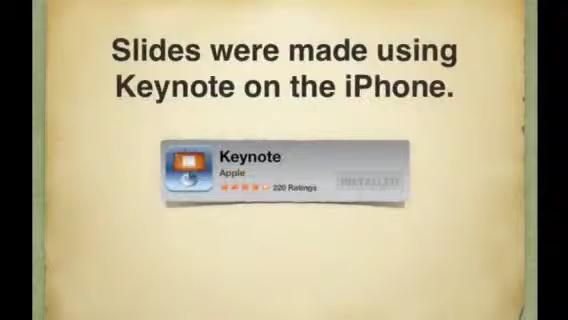 Slides were made using
Keynote on the iPhone.
Keynote
Apple
220 Ratings
INSTALLED